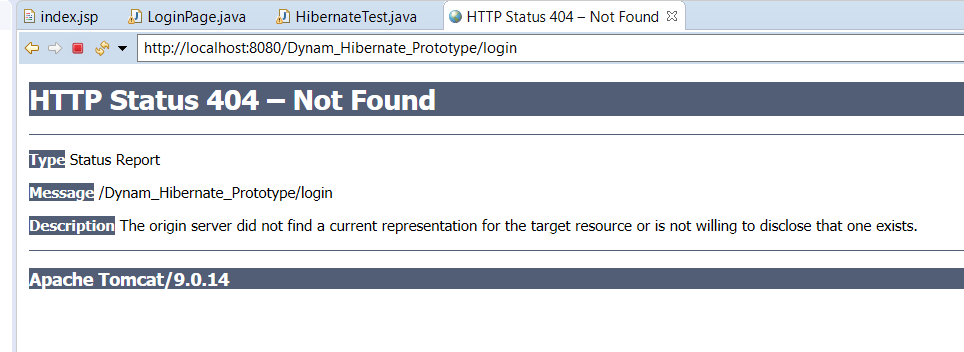 index.jsp LoginPage.java HibernateTest.java HTTP Status 404 – Not Found
http://localhost:8080/Dynam_Hibernate_Prototype/login
HTTP Status 404 – Not Found
Type Status Report
Message /Dynam_Hibernate_Prototype/login
Description The origin server did not find a current representation for the target resource or is not willing to disclose that one exists.
Apache Tomcat/9.0.14